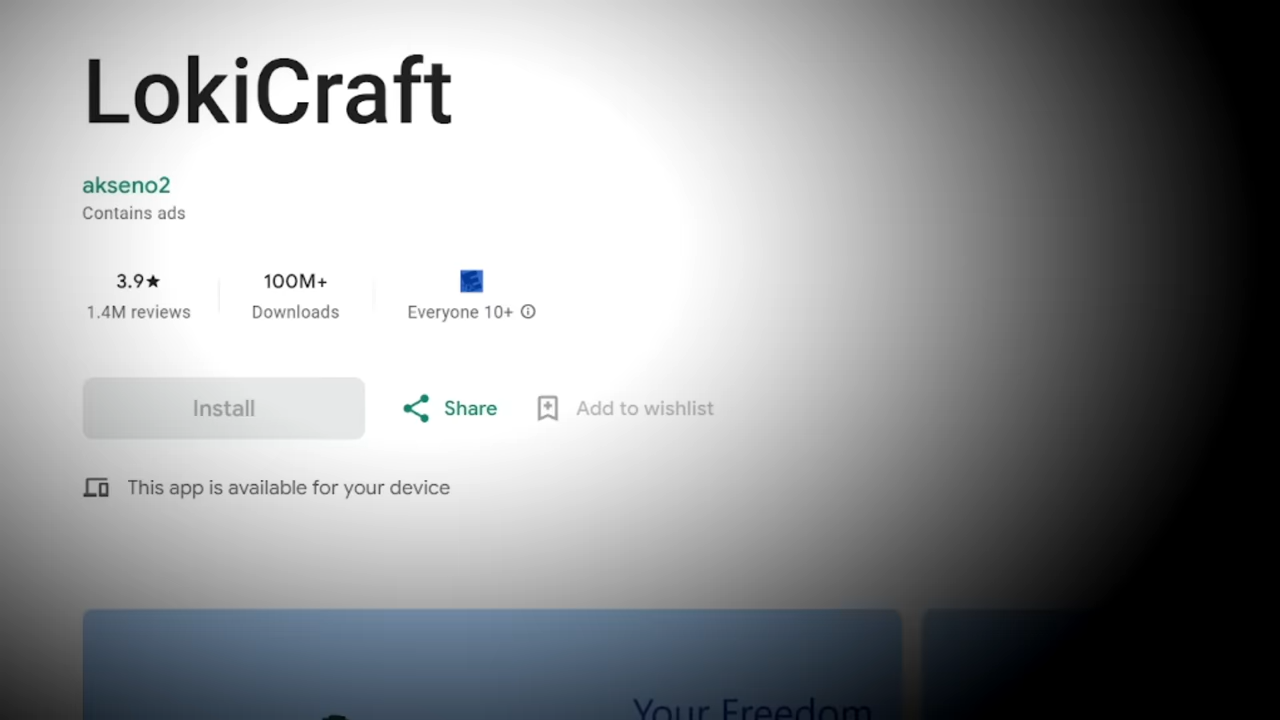 LokiCraft
akseno2
Contains ads
3.9★ 100M+
1.4M reviews Downloads Everyone 10+
Install Share Add to wishlist
This app is available for your device
Your Freedom